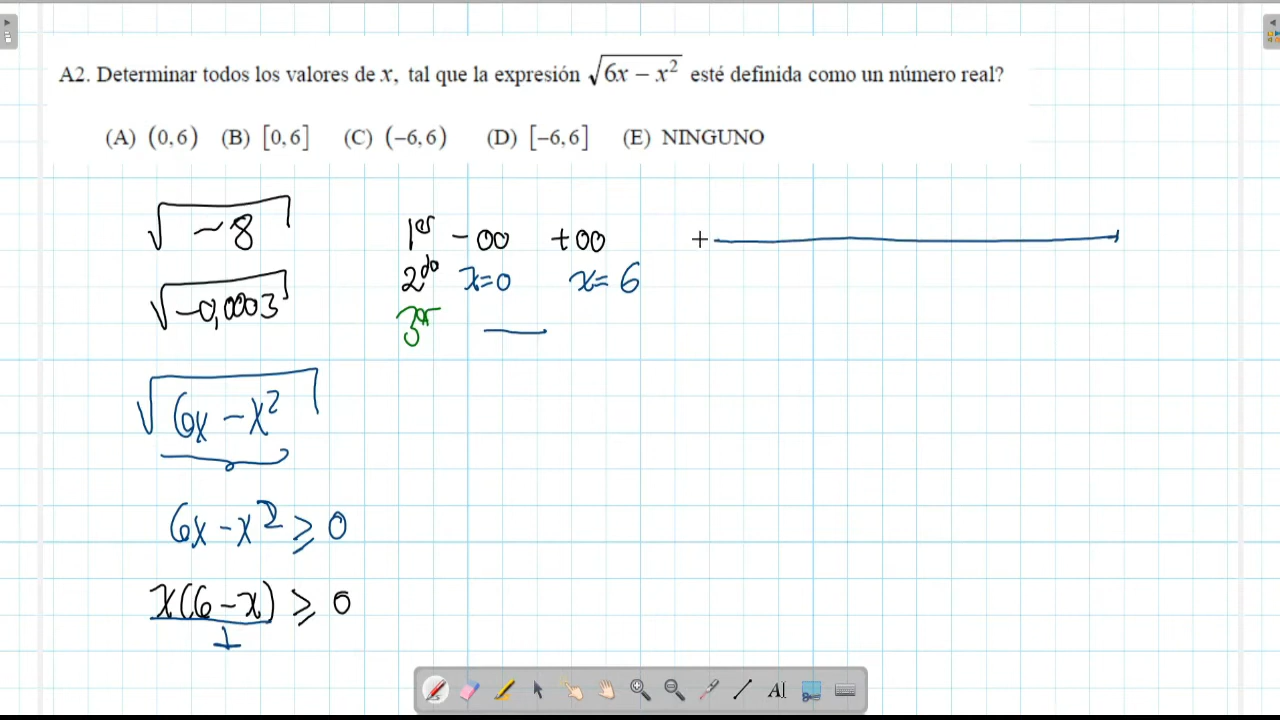 A2. Determinar todos los valores de x, tal que la expresión √(6x − x²) esté definida como un número real?
(A) (0,6) (B) [0,6] (C) (−6,6) (D) [−6,6] (E) NINGUNO
√−8
√−0,0003
√6x − x²
6x − x² ≥ 0
x(6 − x) ≥ 0
+
1er −∞ +∞
2do x=0 x=6
3er
+
AI